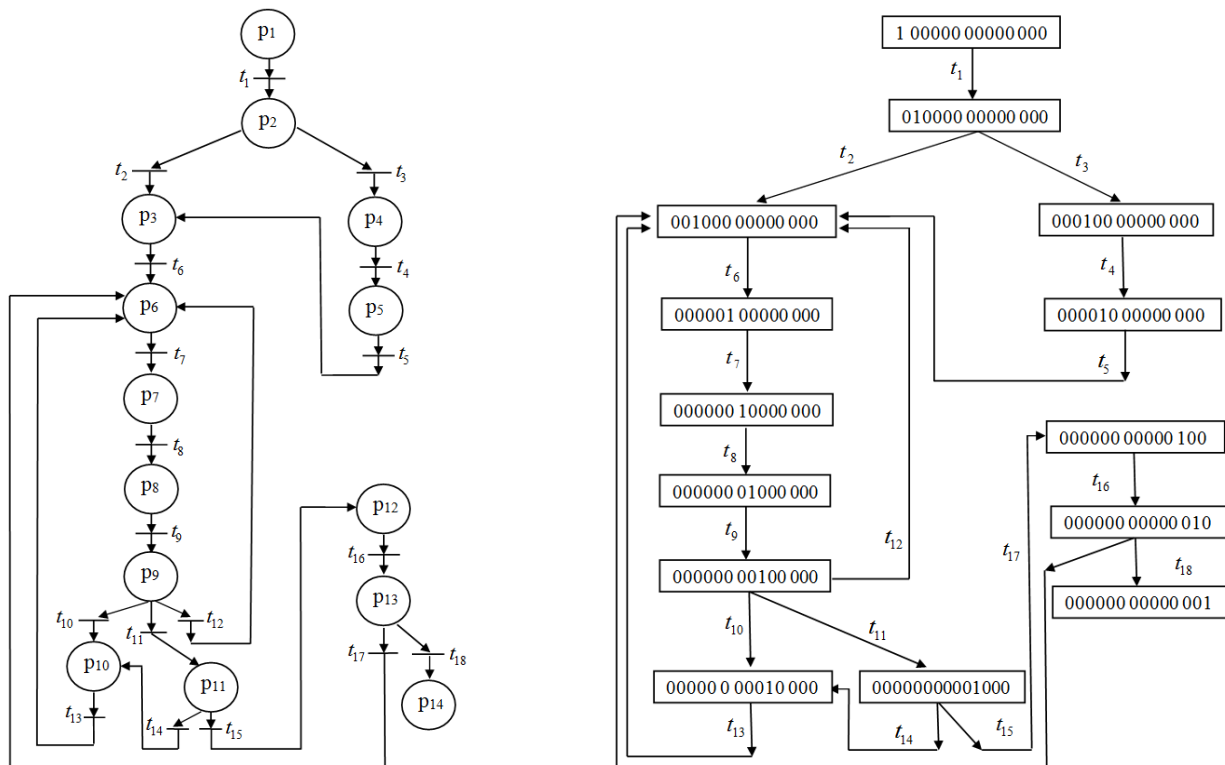 p1
t1
p2
t2
t3
p3
p4
t6
t4
p6
p5
t7
t5
p7
t8
p8
t9
p9
t10
t11
t12
p10
p11
t13
t14
t15
p12
t16
p13
t17
t18
p14
1 00000 00000 000
t1
010000 00000 000
t2
t3
001000 00000 000
000100 00000 000
t6
t4
000001 00000 000
000010 00000 000
t7
t5
000000 10000 000
000000 00000 100
t8
t16
000000 01000 000
000000 00000 010
t9
t12
t17
t18
000000 00100 000
000000 00000 001
t10
t11
00000 0 00010 000
00000000001000
t13
t14
t15